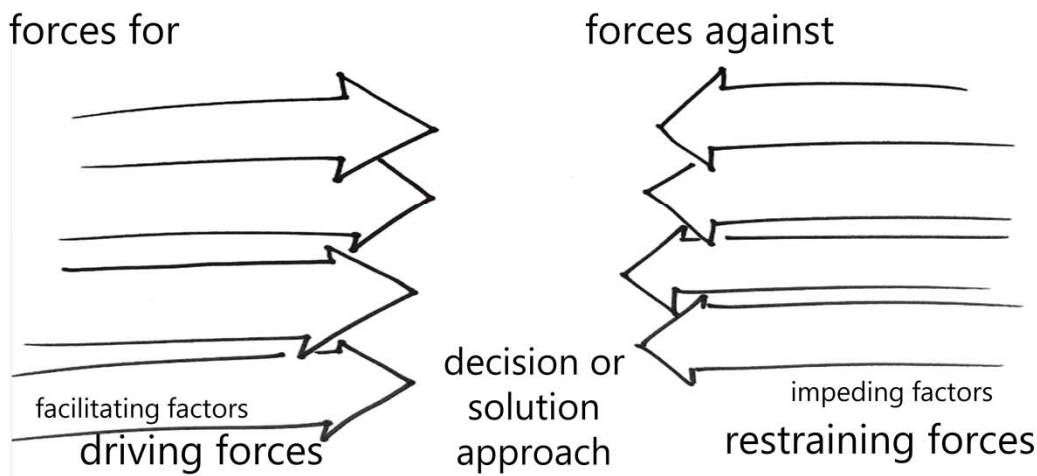 forces for
forces against
facilitating factors
driving forces
decision or
solution
approach
impeding factors
restraining forces